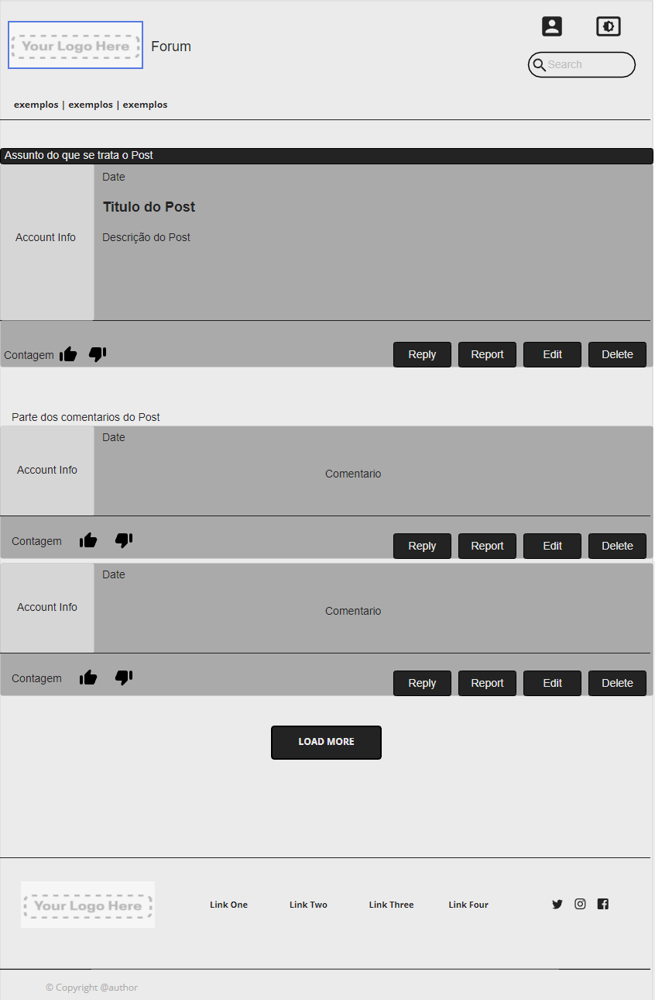 Your Logo Here
Forum
Search
exemplos | exemplos | exemplos
Assunto do que se trata o Post
Date
Titulo do Post
Account Info
Descrição do Post
Contagem
Reply
Report
Edit
Delete
Parte dos comentarios do Post
Date
Account Info
Comentario
Contagem
Reply
Report
Edit
Delete
Date
Account Info
Comentario
Contagem
Reply
Report
Edit
Delete
LOAD MORE
Your Logo Here
Link One
Link Two
Link Three
Link Four
© Copyright @author